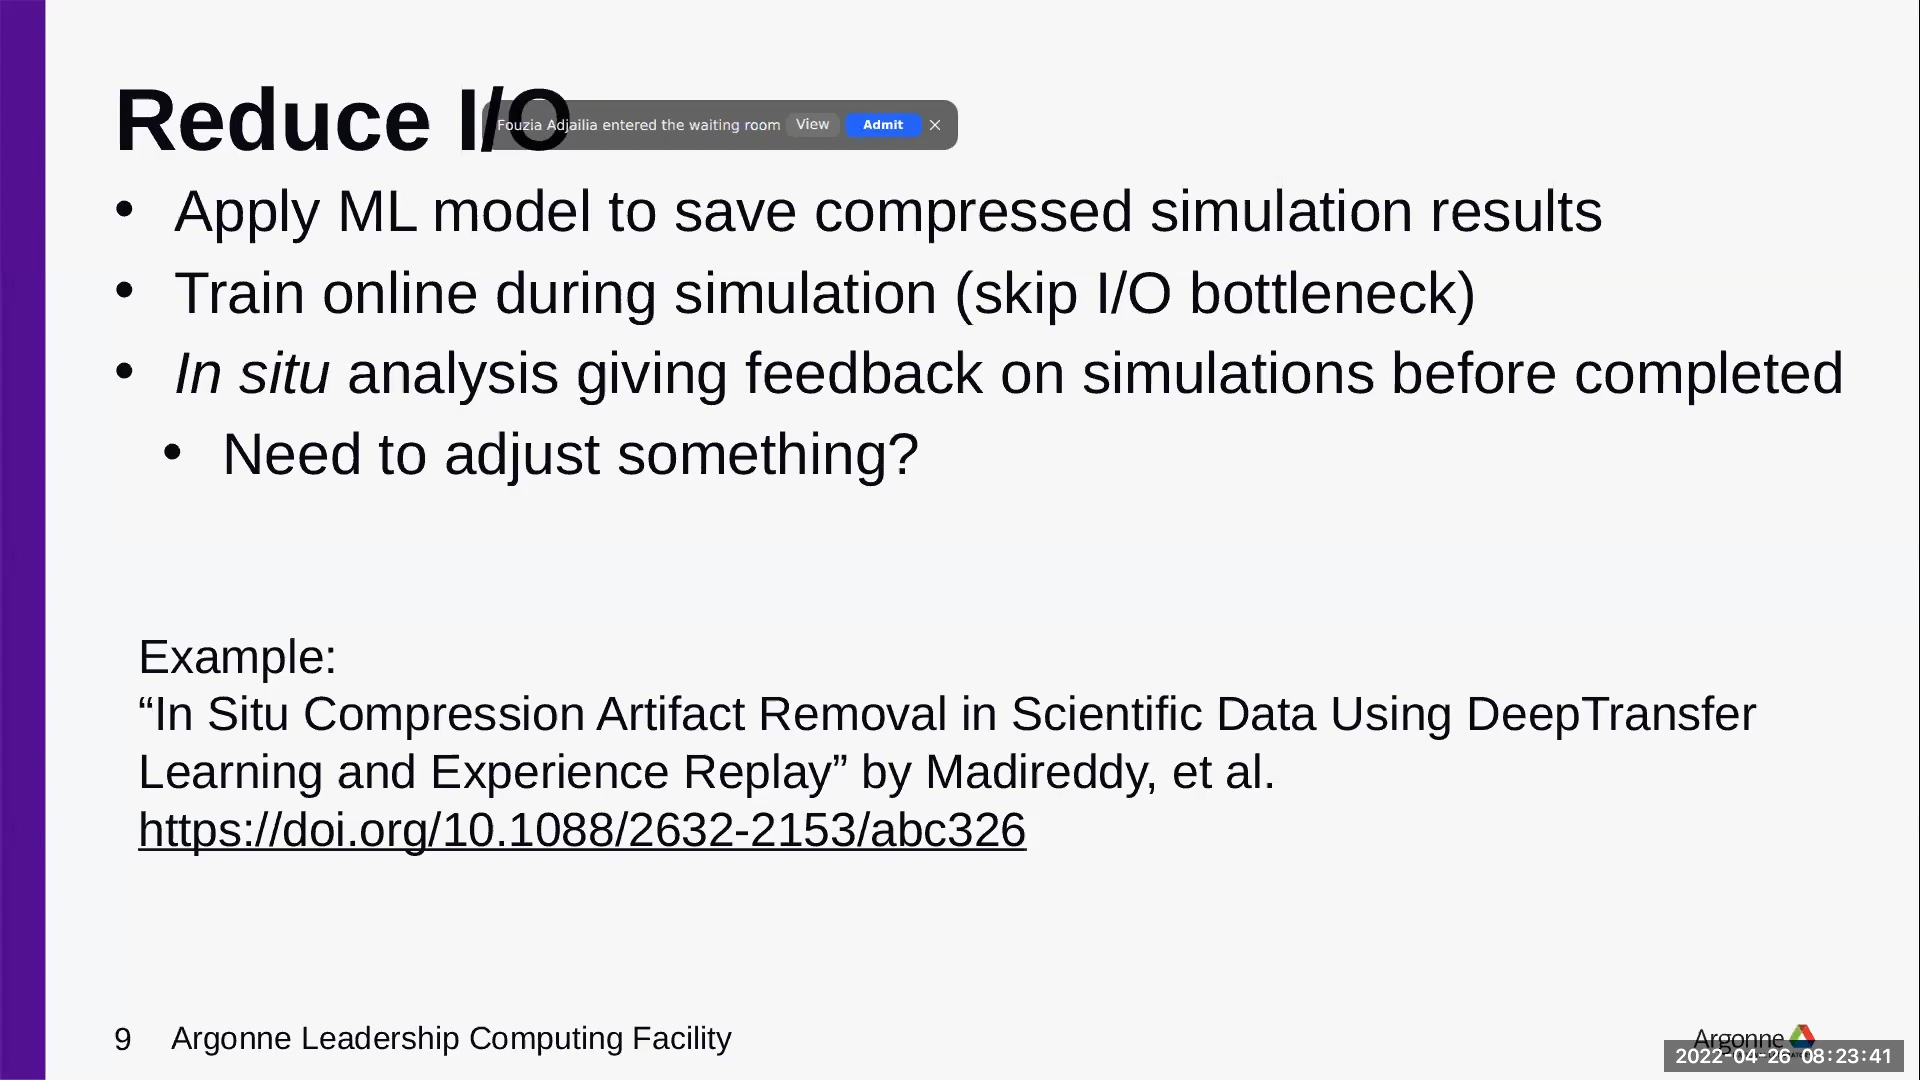 Reduce I/O
Fouzia Adjailia entered the waiting room View Admit
• Apply ML model to save compressed simulation results
• Train online during simulation (skip I/O bottleneck)
• In situ analysis giving feedback on simulations before completed
• Need to adjust something?
Example:
“In Situ Compression Artifact Removal in Scientific Data Using DeepTransfer
Learning and Experience Replay” by Madireddy, et al.
https://doi.org/10.1088/2632-2153/abc326
9 Argonne Leadership Computing Facility
Argonne
2022-04-26 08:23:41